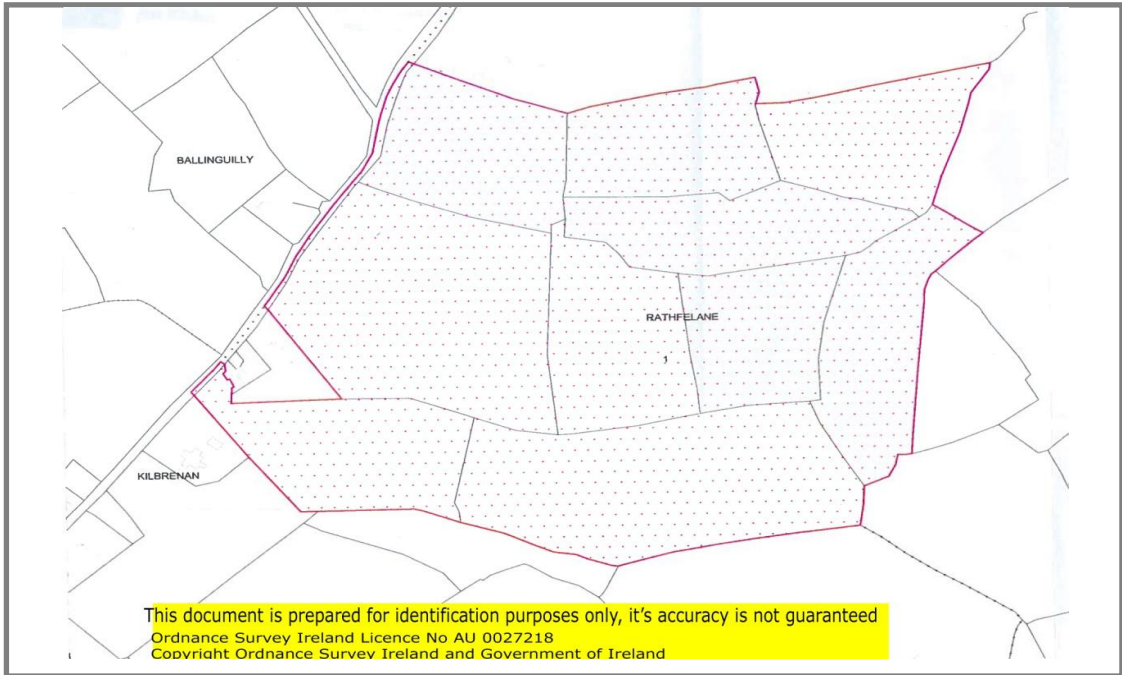 BALLINGUILLY
RATHFELANE
1
KILBRENAN
This document is prepared for identification purposes only, it's accuracy is not guaranteed
Ordnance Survey Ireland Licence No AU 0027218
Copyright Ordnance Survey Ireland and Government of Ireland